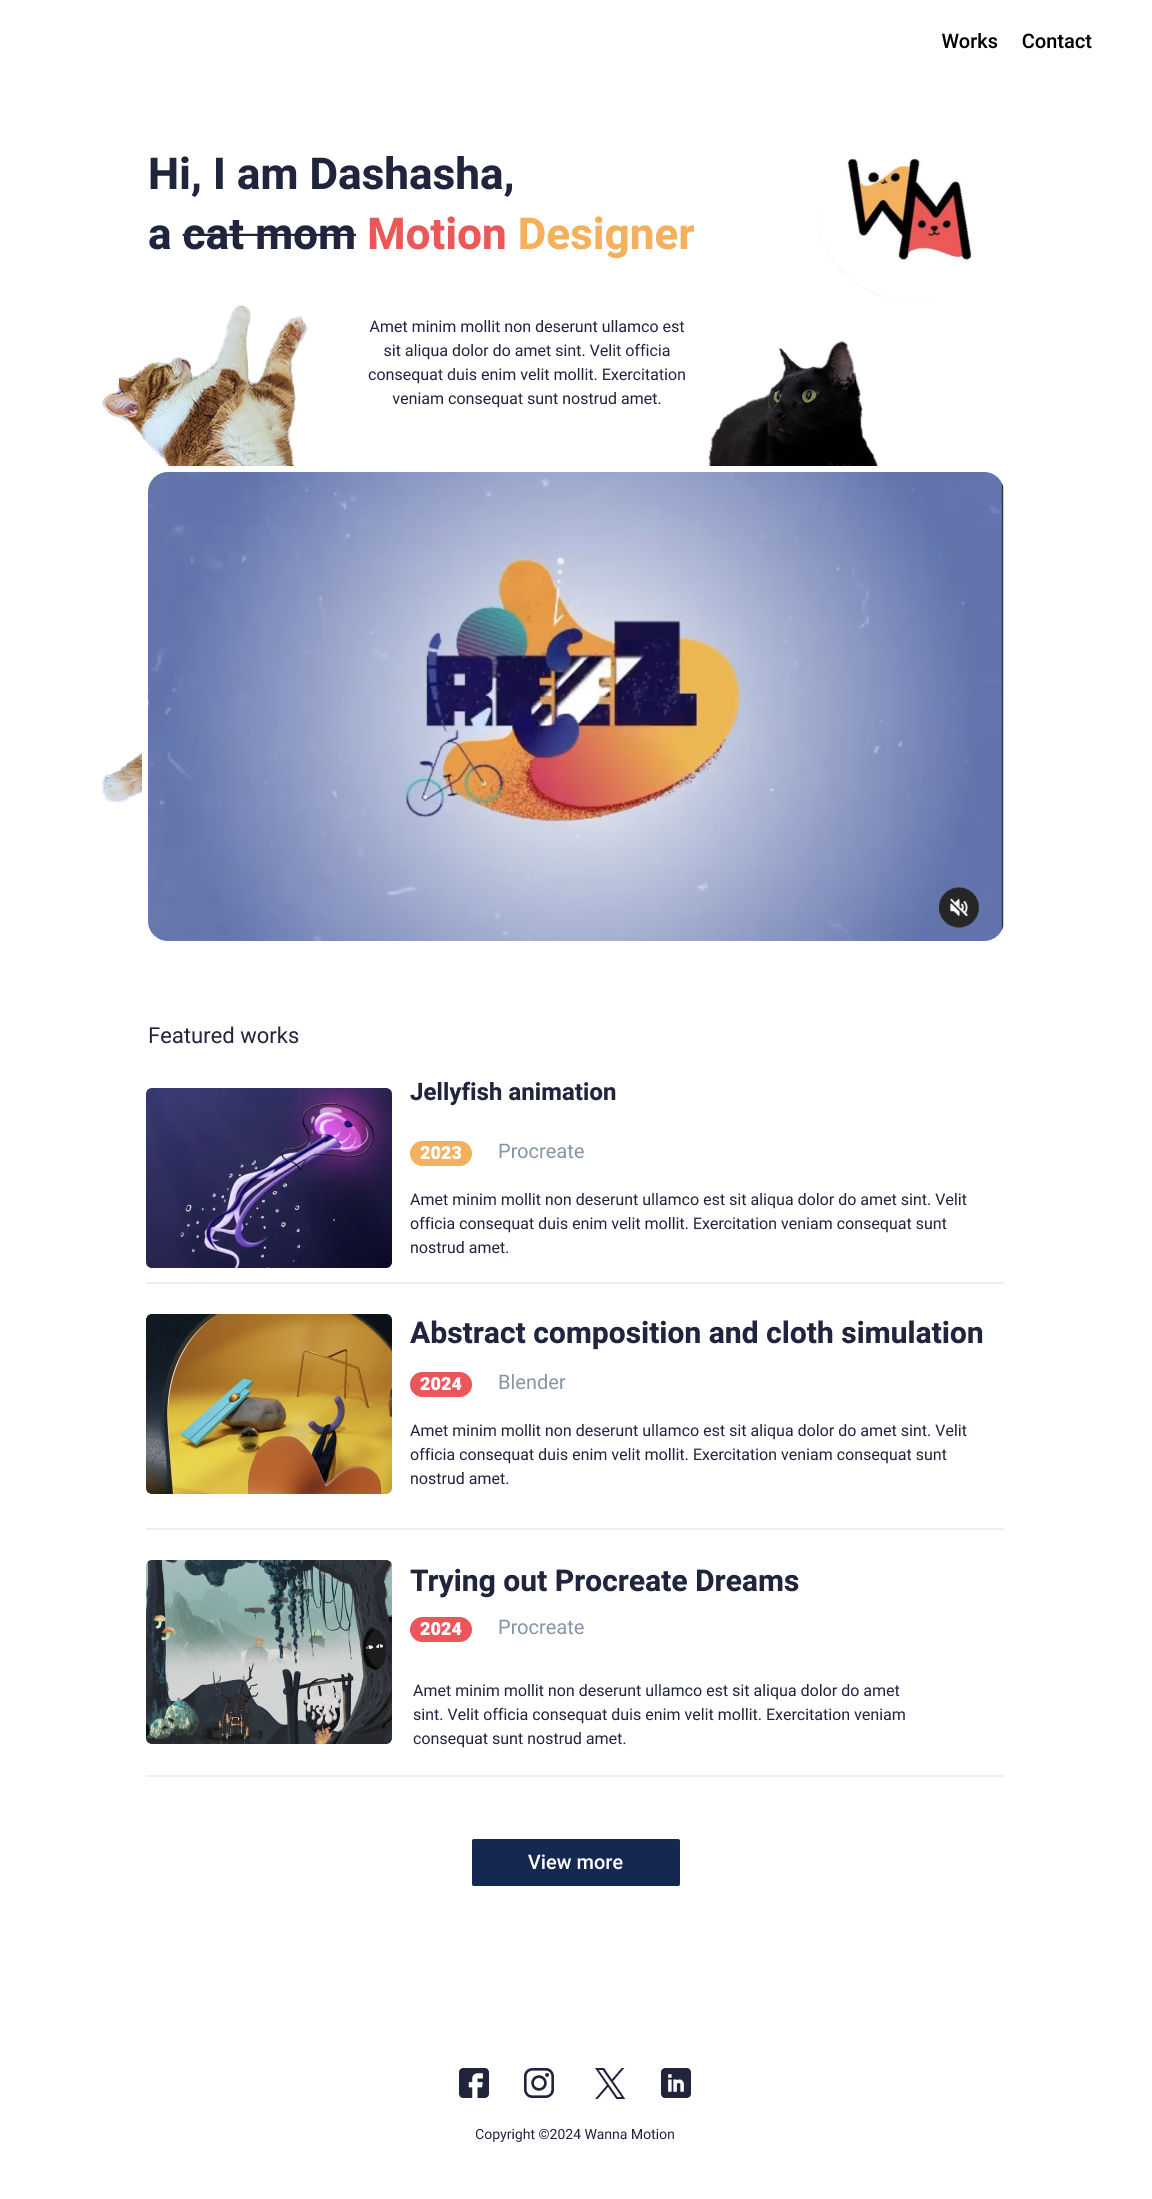 Works Contact
Hi, I am Dashasha,
a cat mom Motion Designer
WM
Amet minim mollit non deserunt ullamco est
sit aliqua dolor do amet sint. Velit officia
consequat duis enim velit mollit. Exercitation
veniam consequat sunt nostrud amet.
REEL
Featured works
Jellyfish animation
2023 Procreate
Amet minim mollit non deserunt ullamco est sit aliqua dolor do amet sint. Velit
officia consequat duis enim velit mollit. Exercitation veniam consequat sunt
nostrud amet.
Abstract composition and cloth simulation
2024 Blender
Amet minim mollit non deserunt ullamco est sit aliqua dolor do amet sint. Velit
officia consequat duis enim velit mollit. Exercitation veniam consequat sunt
nostrud amet.
Trying out Procreate Dreams
2024 Procreate
Amet minim mollit non deserunt ullamco est sit aliqua dolor do amet
sint. Velit officia consequat duis enim velit mollit. Exercitation veniam
consequat sunt nostrud amet.
View more
Copyright ©2024 Wanna Motion